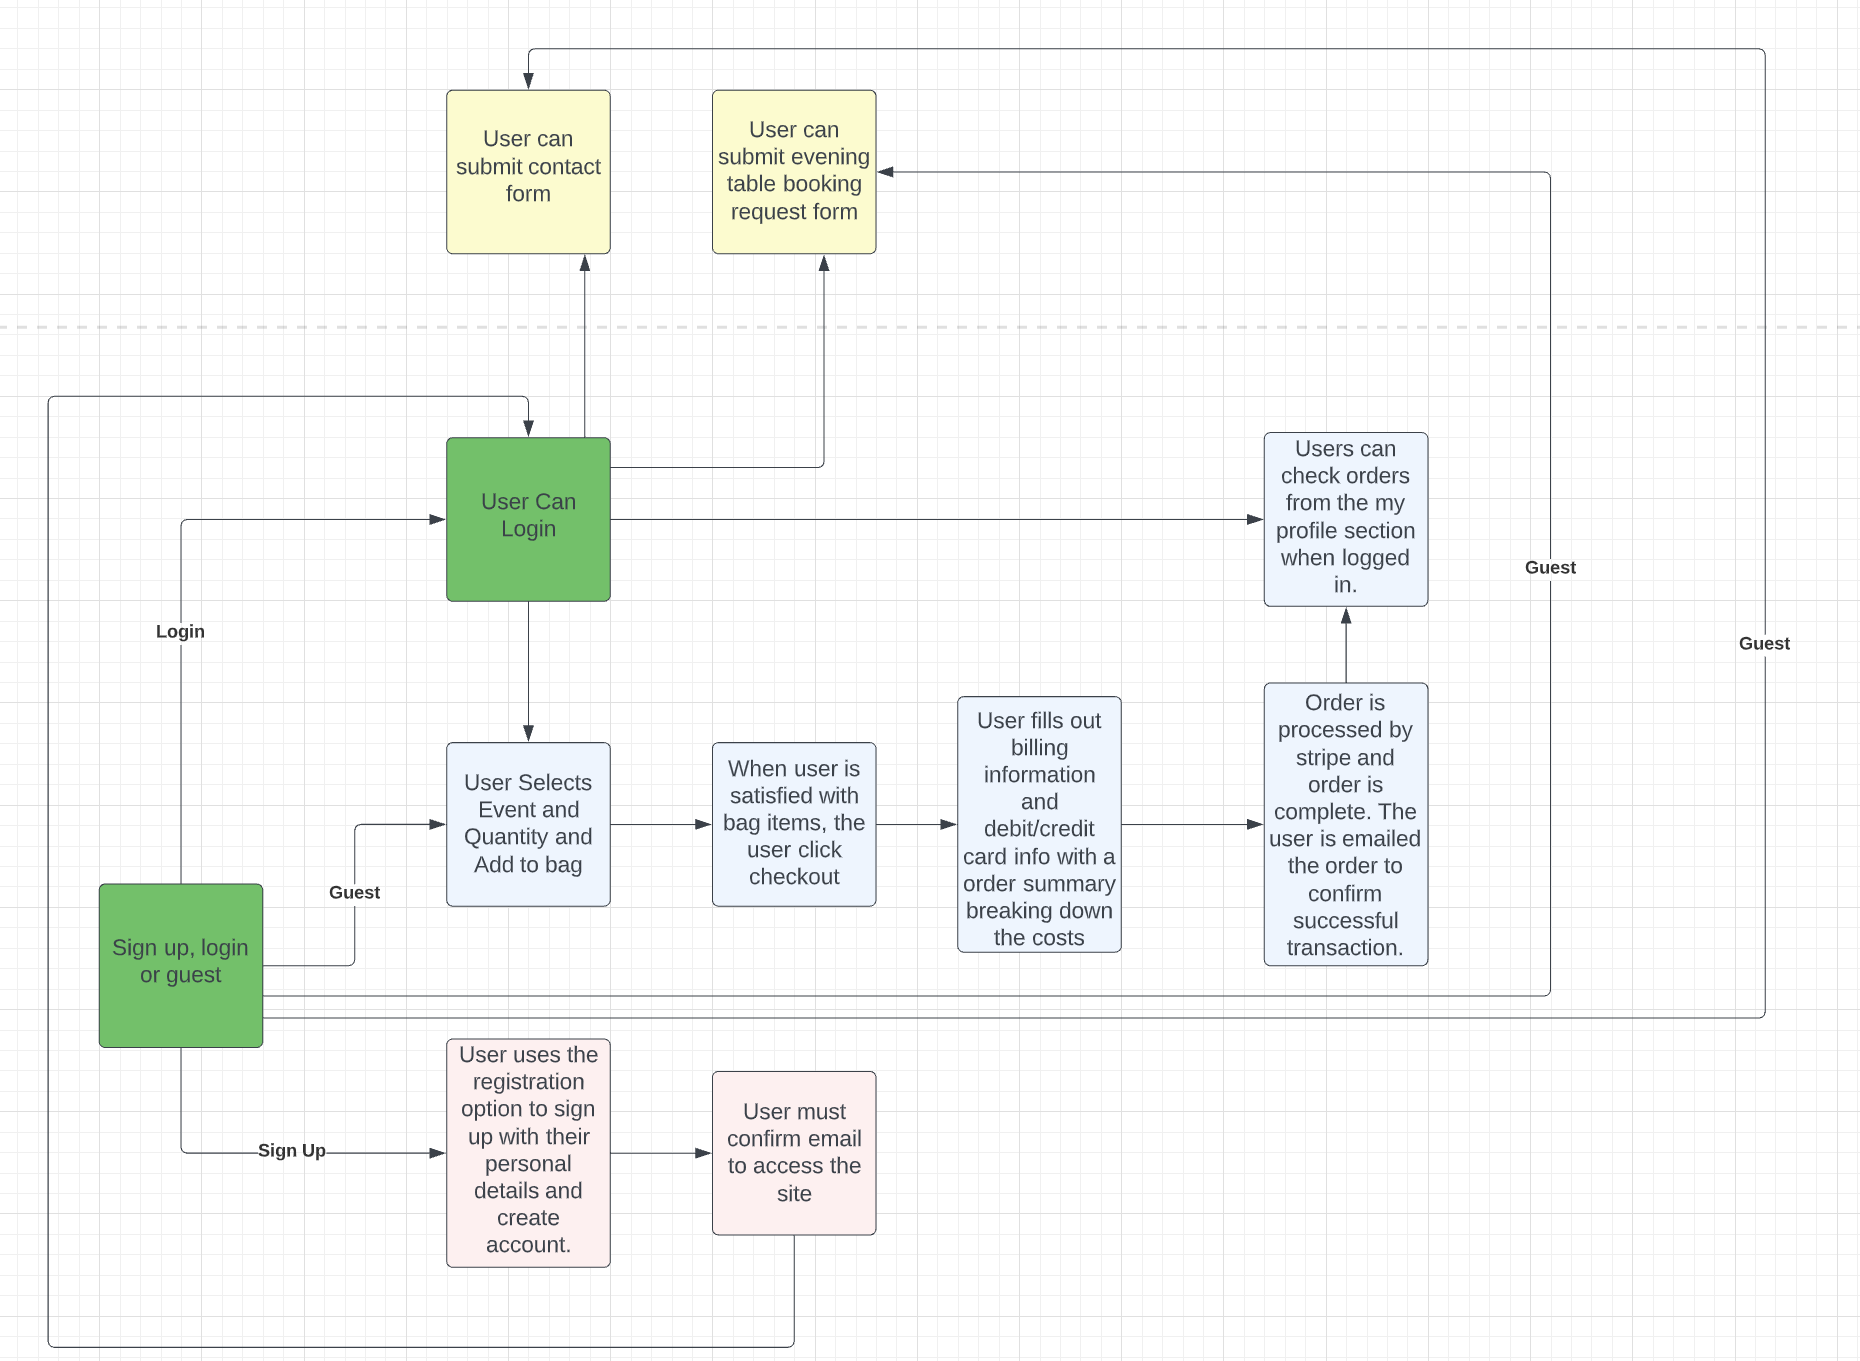 User can
submit contact
form
User can
submit evening
table booking
request form
User Can
Login
Users can
check orders
from the my
profile section
when logged
in.
Guest
Login
Guest
User Selects
Event and
Quantity and
Add to bag
When user is
satisfied with
bag items, the
user click
checkout
User fills out
billing
information
and
debit/credit
card info with a
order summary
breaking down
the costs
Order is
processed by
stripe and
order is
complete. The
user is emailed
the order to
confirm
successful
transaction.
Guest
Sign up, login
or guest
Sign Up
User uses the
registration
option to sign
up with their
personal
details and
create
account.
User must
confirm email
to access the
site